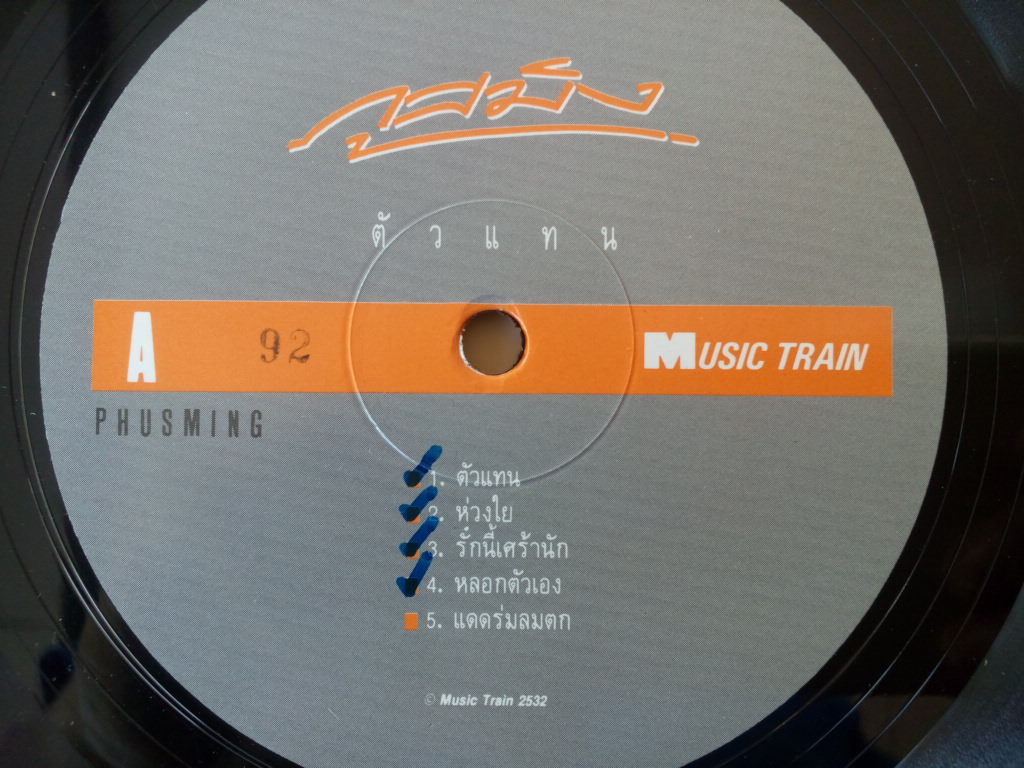 ภูสมิง
ตัวแทน
A 92 MUSIC TRAIN
PHUSMING
1. ตัวแทน
2. ห่วงใย
3. รักนี้เศร้านัก
4. หลอกตัวเอง
5. แดดร่มลมตก
© Music Train 2532